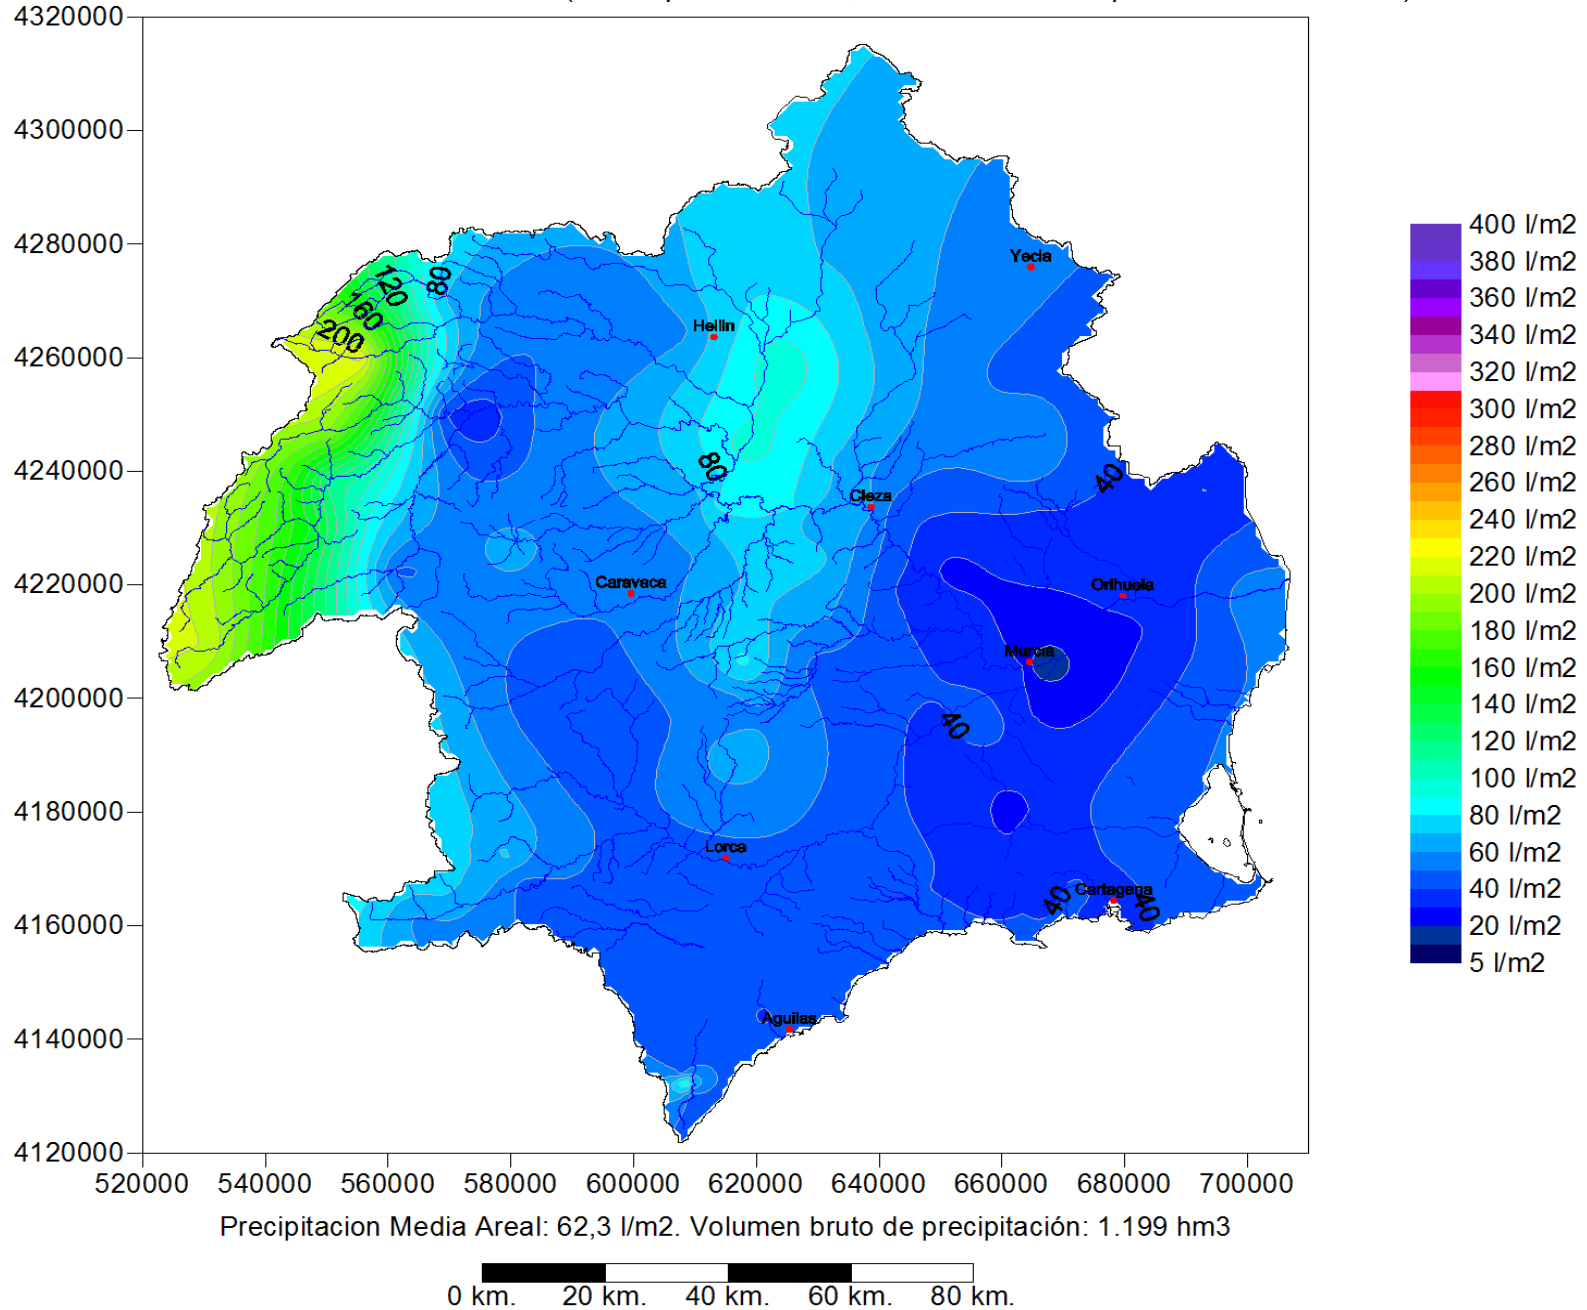 4320000
4300000
4280000
4260000
4240000
4220000
4200000
4180000
4160000
4140000
4120000
520000 540000 560000 580000 600000 620000 640000 660000 680000 700000
120
160
200
80
Yecla
Hellin
80
Cieza
40
Caravaca
Orihuela
Murcia
40
Lorca
Cartagena
40
40
Aguilas
400 l/m2
380 l/m2
360 l/m2
340 l/m2
320 l/m2
300 l/m2
280 l/m2
260 l/m2
240 l/m2
220 l/m2
200 l/m2
180 l/m2
160 l/m2
140 l/m2
120 l/m2
100 l/m2
80 l/m2
60 l/m2
40 l/m2
20 l/m2
5 l/m2
Precipitacion Media Areal: 62,3 l/m2. Volumen bruto de precipitación: 1.199 hm3
0 km. 20 km. 40 km. 60 km. 80 km.